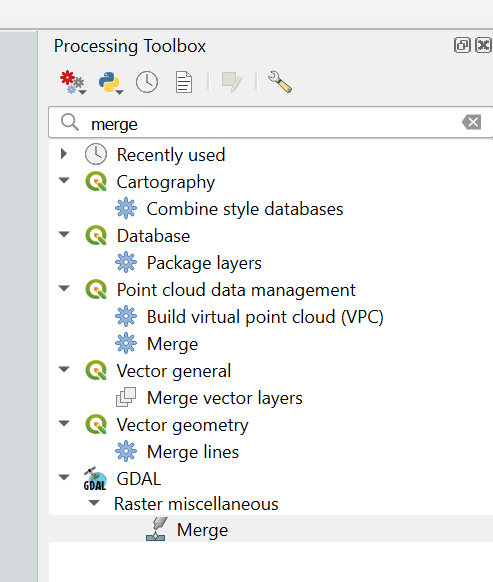 Processing Toolbox
merge
Recently used
Cartography
Combine style databases
Database
Package layers
Point cloud data management
Build virtual point cloud (VPC)
Merge
Vector general
Merge vector layers
Vector geometry
Merge lines
GDAL GDAL
Raster miscellaneous
Merge